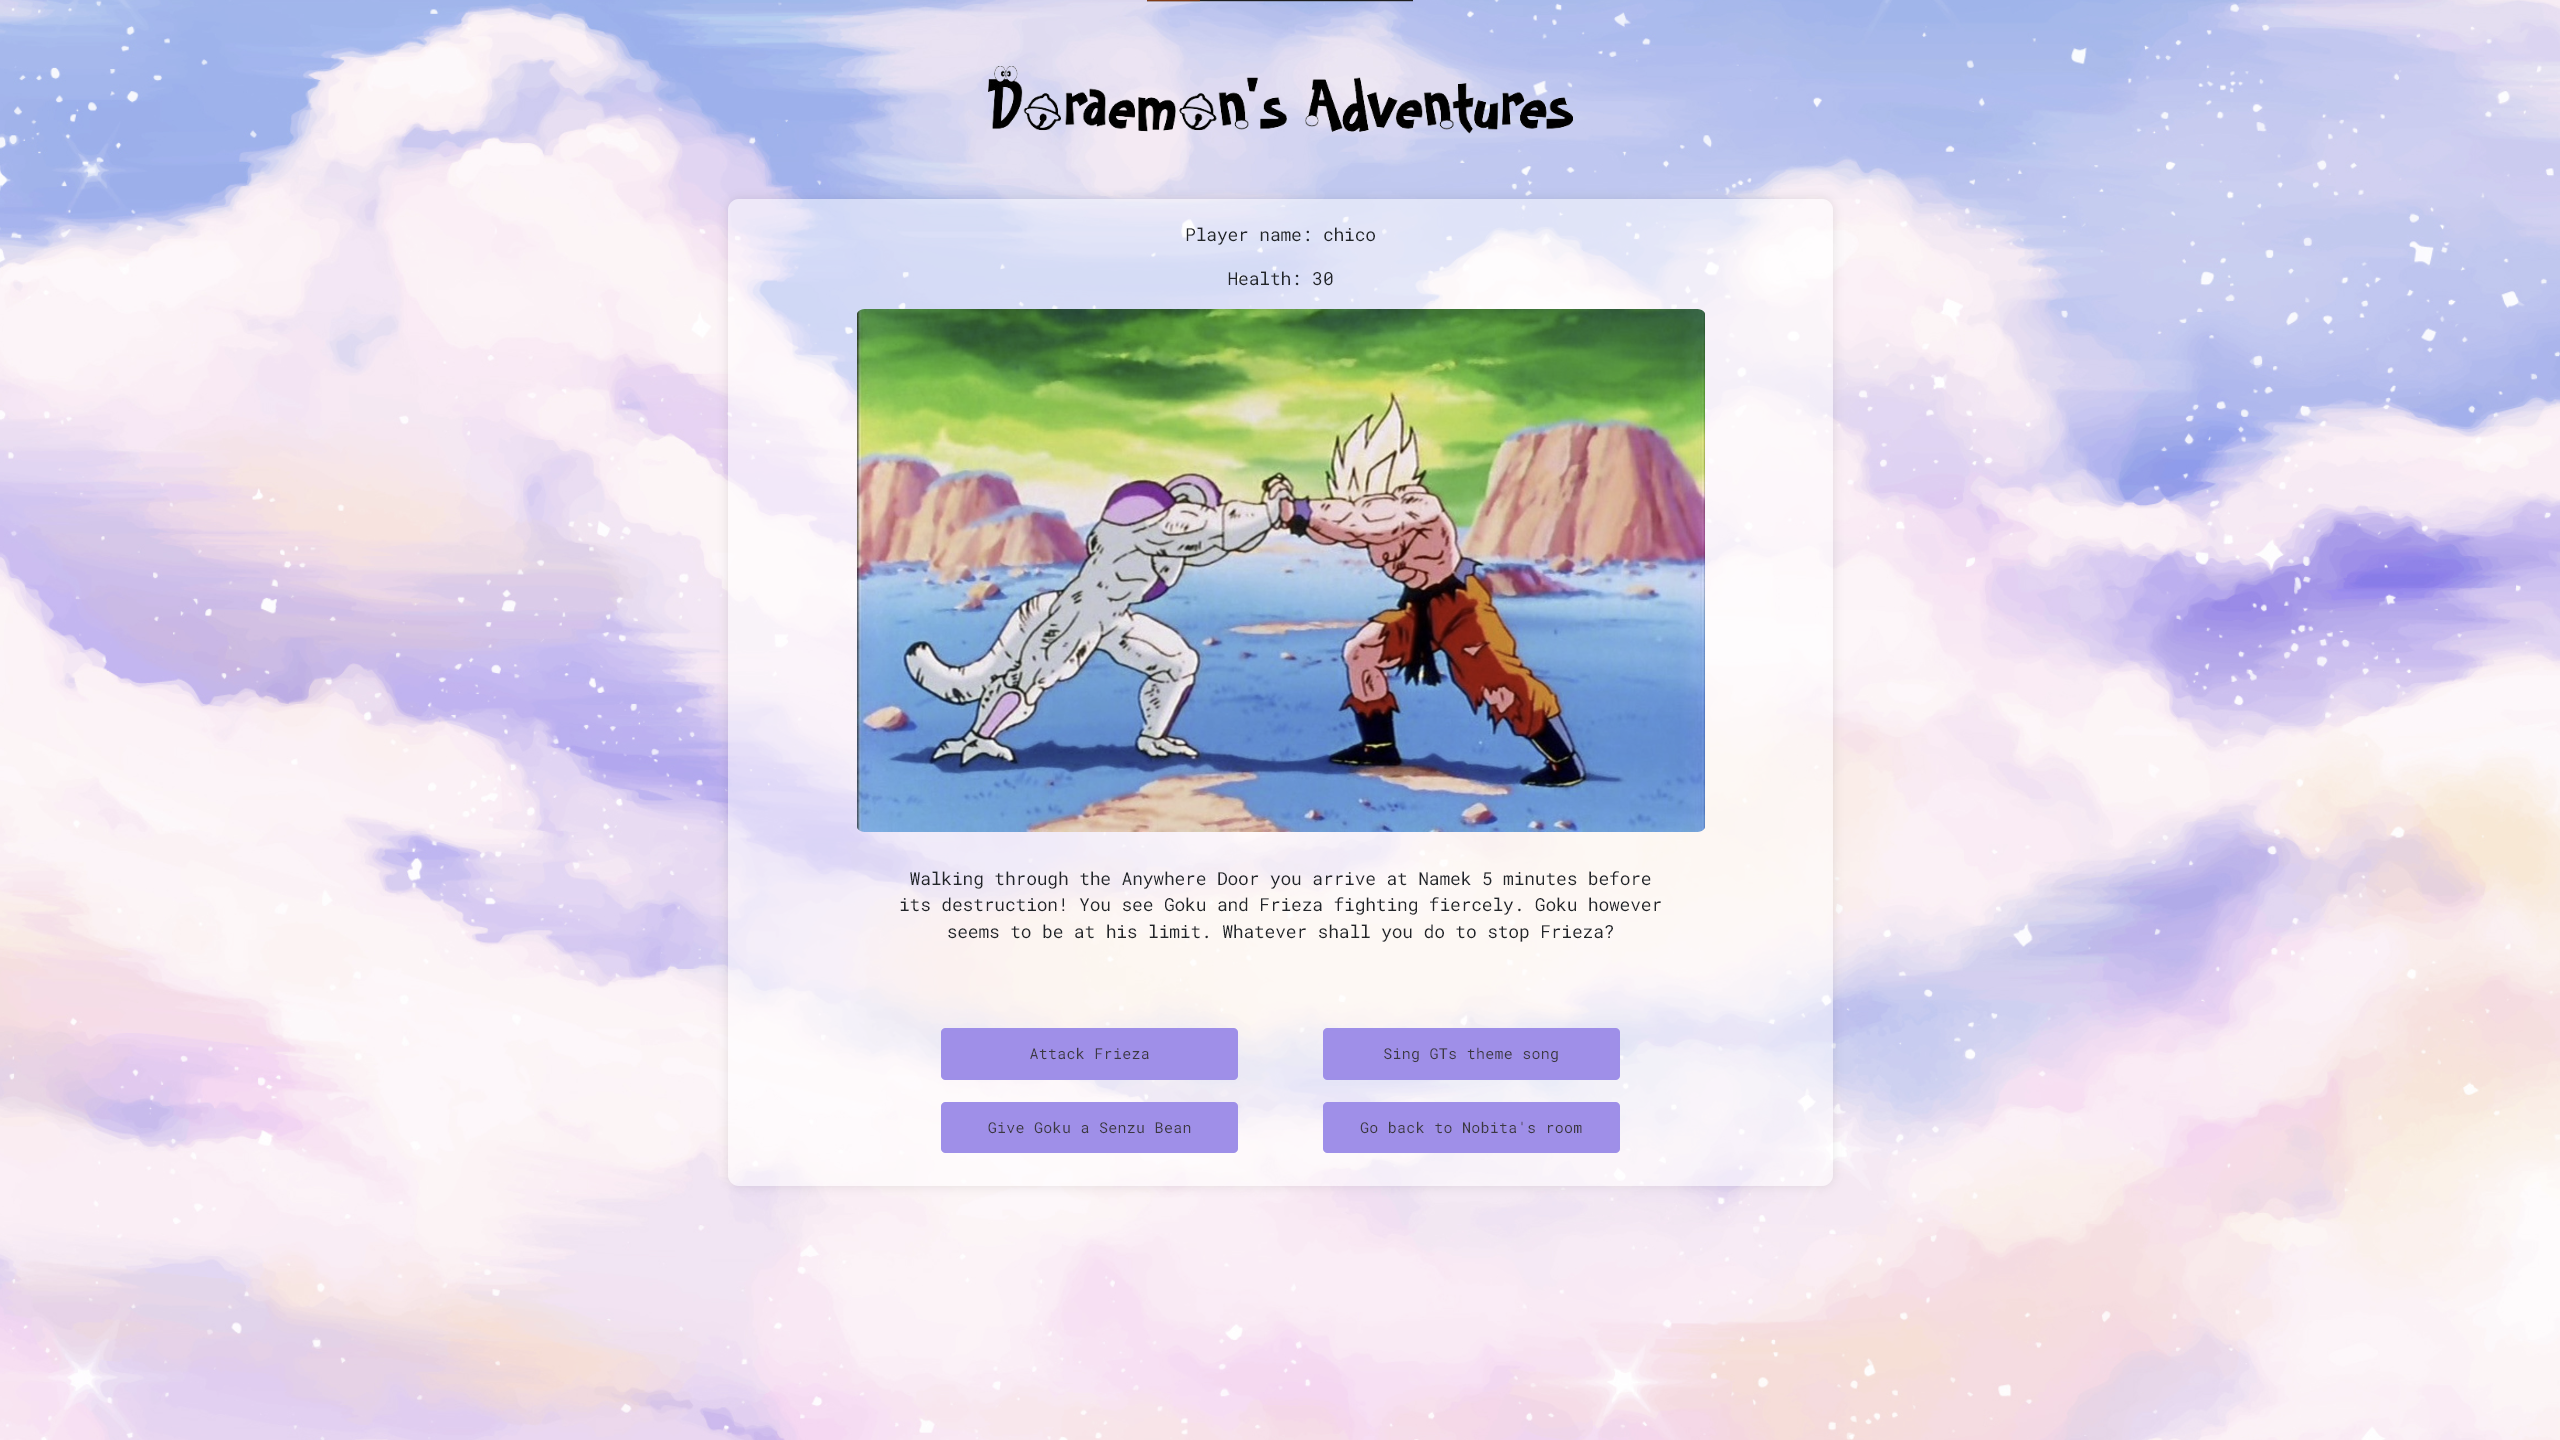 Doraemon's Adventures
Player name: chico
Health: 30
Walking through the Anywhere Door you arrive at Namek 5 minutes before
its destruction! You see Goku and Frieza fighting fiercely. Goku however
seems to be at his limit. Whatever shall you do to stop Frieza?
Attack Frieza
Sing GTs theme song
Give Goku a Senzu Bean
Go back to Nobita's room